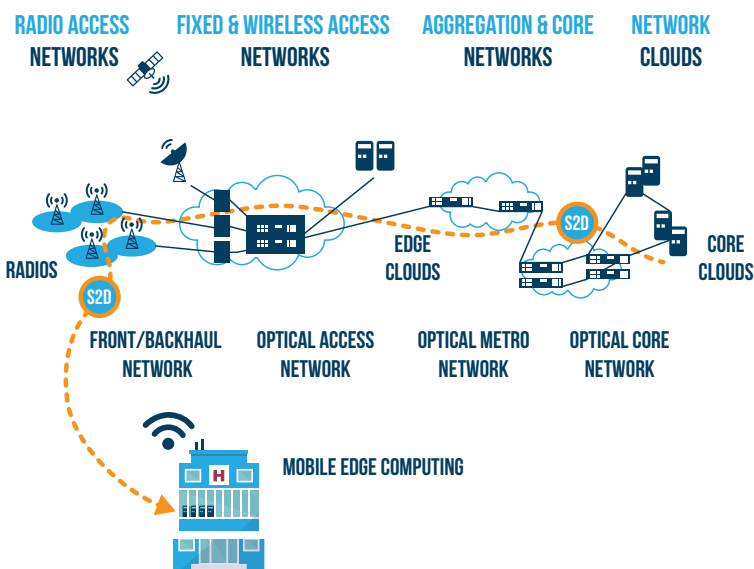 RADIO ACCESS
NETWORKS
FIXED & WIRELESS ACCESS
NETWORKS
AGGREGATION & CORE
NETWORKS
NETWORK
CLOUDS
S2D
EDGE
CLOUDS
CORE
CLOUDS
RADIOS
S2D
FRONT/BACKHAUL
NETWORK
OPTICAL ACCESS
NETWORK
OPTICAL METRO
NETWORK
OPTICAL CORE
NETWORK
MOBILE EDGE COMPUTING
H